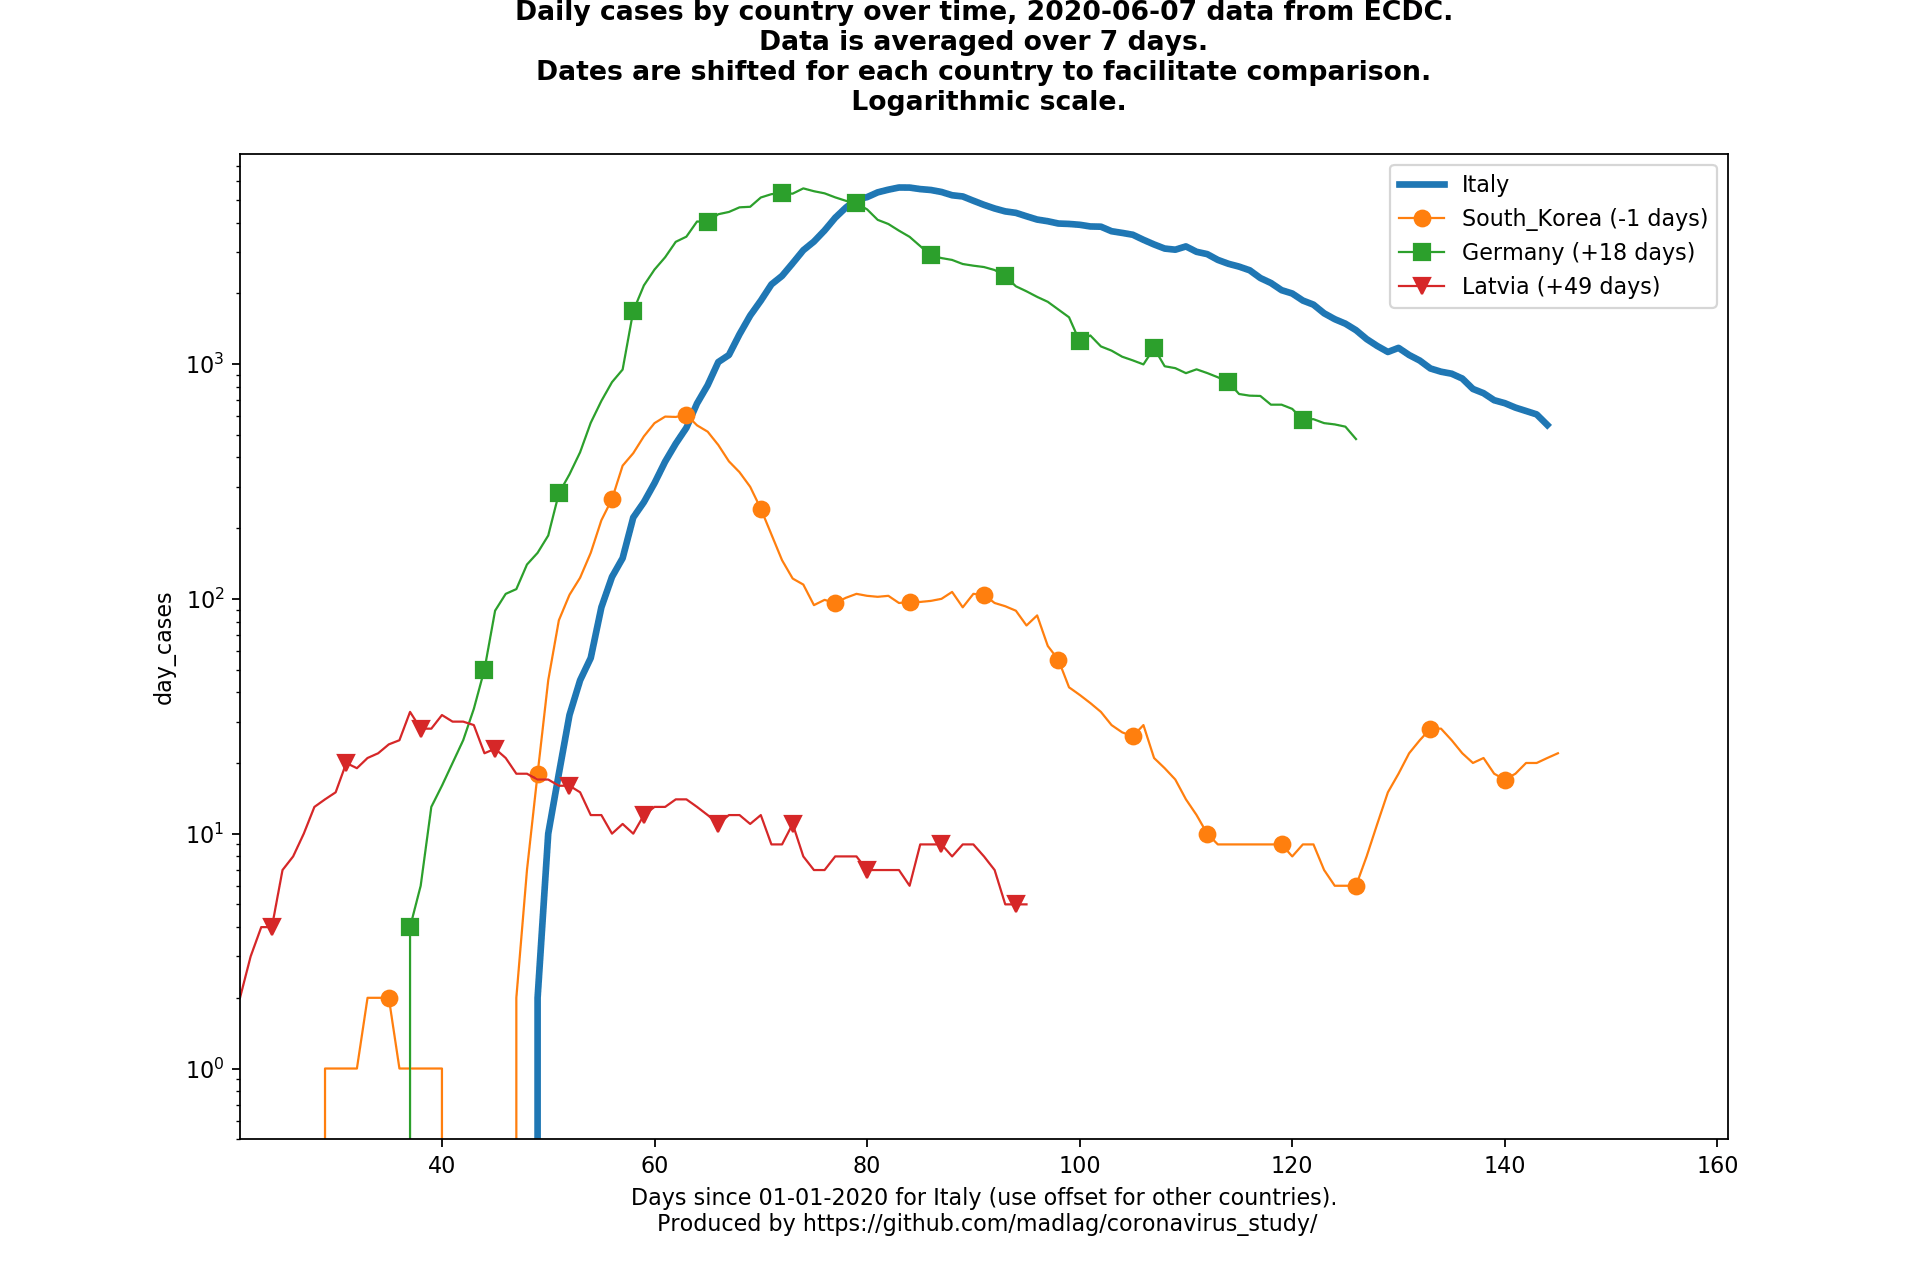 Daily cases by country over time, 2020-06-07 data from ECDC.
Data is averaged over 7 days.
Dates are shifted for each country to facilitate comparison.
Logarithmic scale.
Italy
South_Korea (-1 days)
Germany (+18 days)
Latvia (+49 days)
day_cases
10³
10²
10¹
10⁰
40 60 80 100 120 140 160
Days since 01-01-2020 for Italy (use offset for other countries).
Produced by https://github.com/madlag/coronavirus_study/